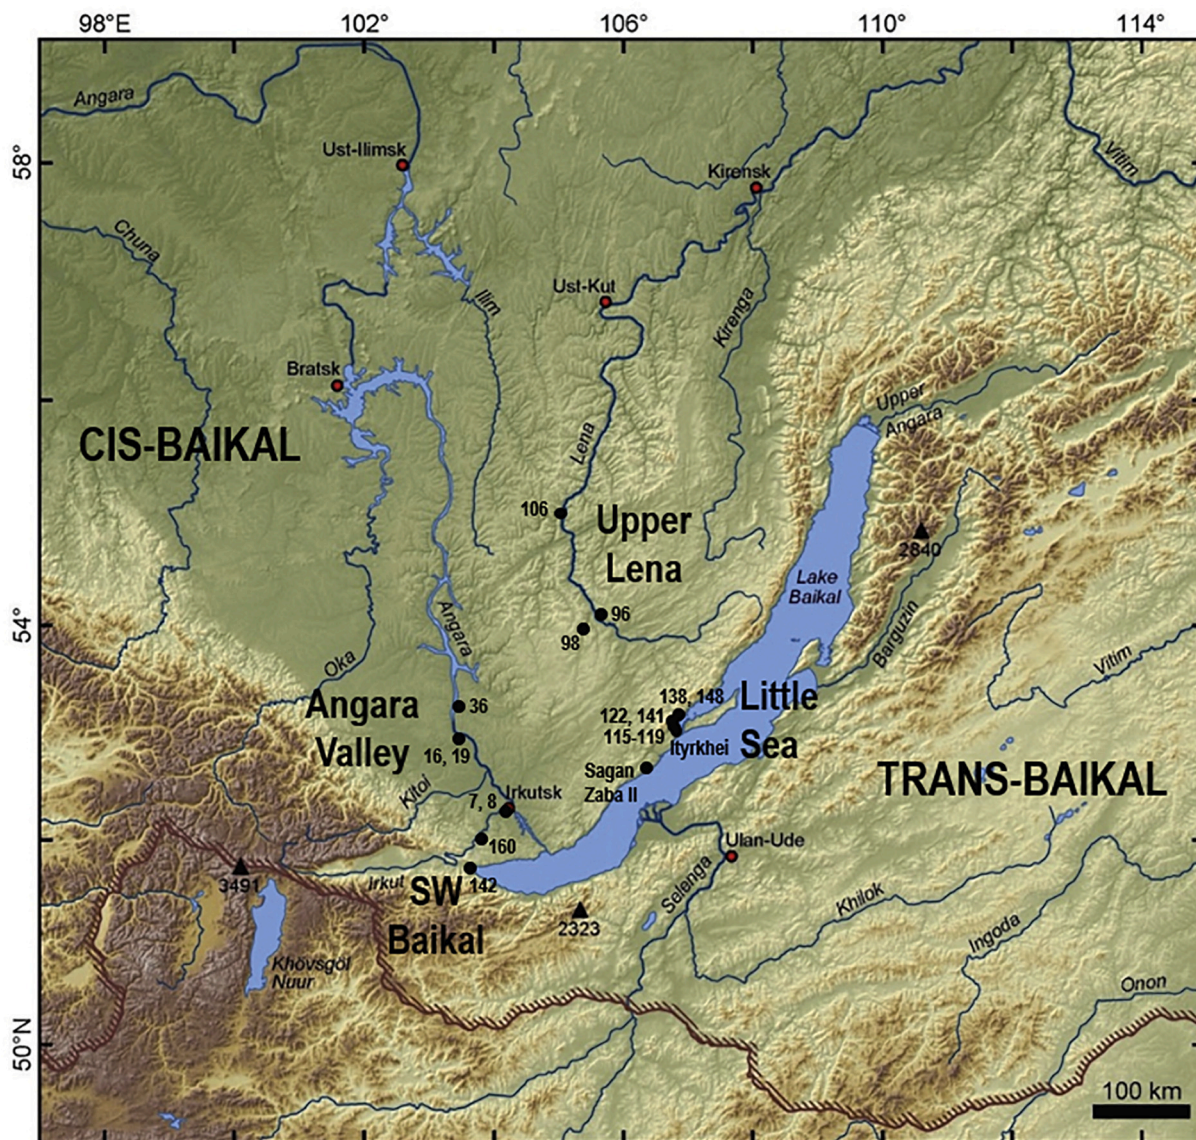 98°E
102°
106°
110°
114°
58°
54°
50°N
Angara
Ust-Ilimsk
Kirensk
Vitim
Chuna
Ilim
Ust-Kut
Kirenga
Bratsk
Upper
Angara
CIS-BAIKAL
Lena
106
Upper
Lena
2840
Lake
Baikal
96
98
Angara
Barguzin
Oka
Vitim
Angara
Valley
36
16, 19
138, 148
122, 141
115-119
Ityrkhei
Little
Sea
Sagan
Zaba II
TRANS-BAIKAL
Kitoi
7, 8
Irkutsk
160
Ulan-Ude
3491
Irkut
142
SW
Baikal
2323
Selenga
Khilok
Ingoda
Khövsgöl
Nuur
Onon
100 km